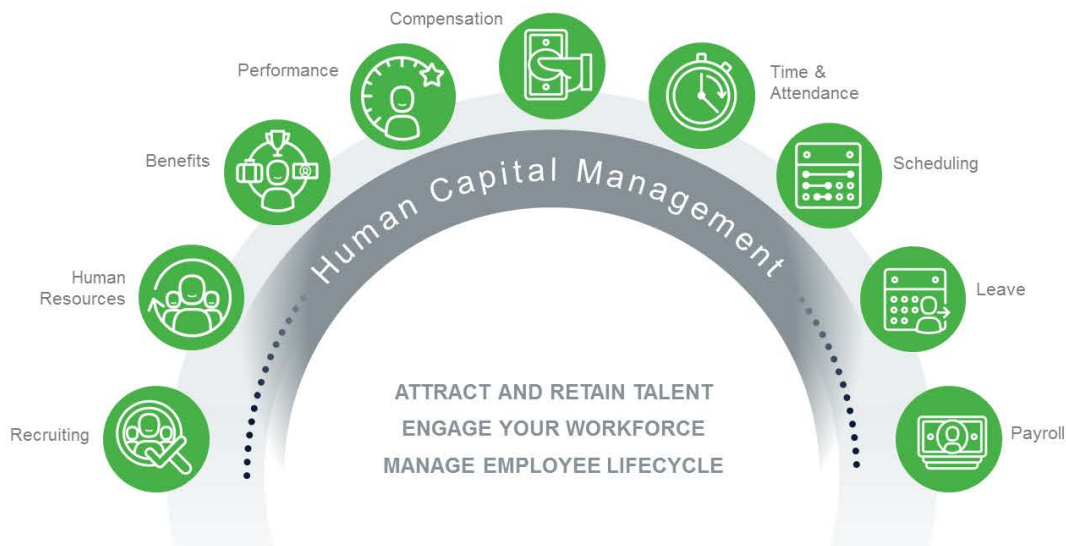 Compensation
Performance
Time &
Attendance
Benefits
Scheduling
Human Capital Management
Human
Resources
Leave
ATTRACT AND RETAIN TALENT
ENGAGE YOUR WORKFORCE
MANAGE EMPLOYEE LIFECYCLE
Recruiting
Payroll